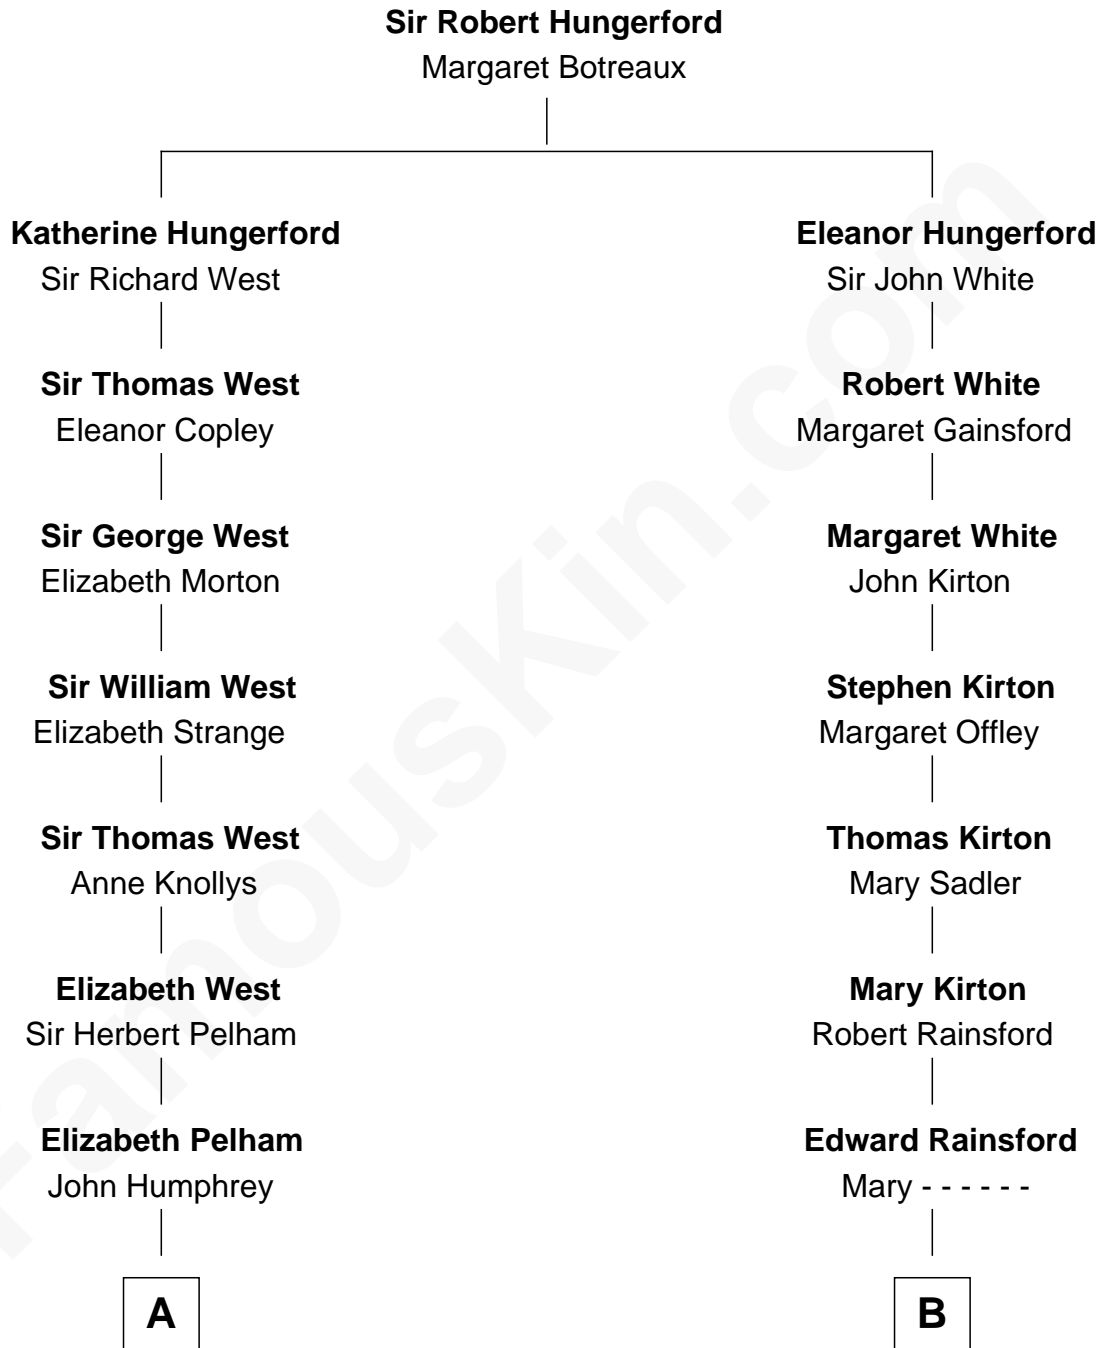 Sir Robert Hungerford
Margaret Botreaux
Katherine Hungerford
Sir Richard West
Eleanor Hungerford
Sir John White
Sir Thomas West
Eleanor Copley
Robert White
Margaret Gainsford
Sir George West
Elizabeth Morton
Margaret White
John Kirton
Sir William West
Elizabeth Strange
Stephen Kirton
Margaret Offley
Sir Thomas West
Anne Knollys
Thomas Kirton
Mary Sadler
Elizabeth West
Sir Herbert Pelham
Mary Kirton
Robert Rainsford
Elizabeth Pelham
John Humphrey
Edward Rainsford
Mary - - - - - -
A
B
FamousKin.com